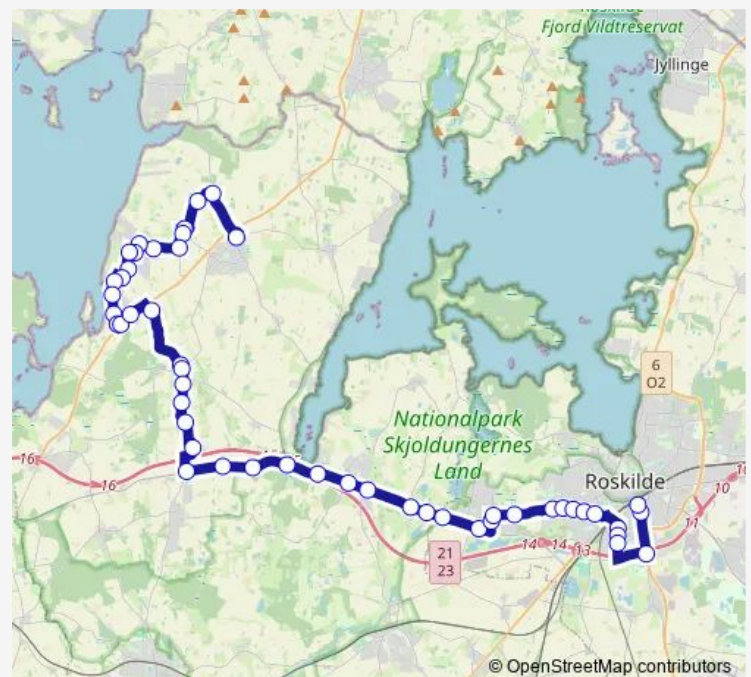 Fjord Vildtreservat
Jyllinge
6
O2
Nationalpark
Skjoldungernes
Land
16
16
Roskilde
10
11
14
14
13
21
23
© OpenStreetMap contributors